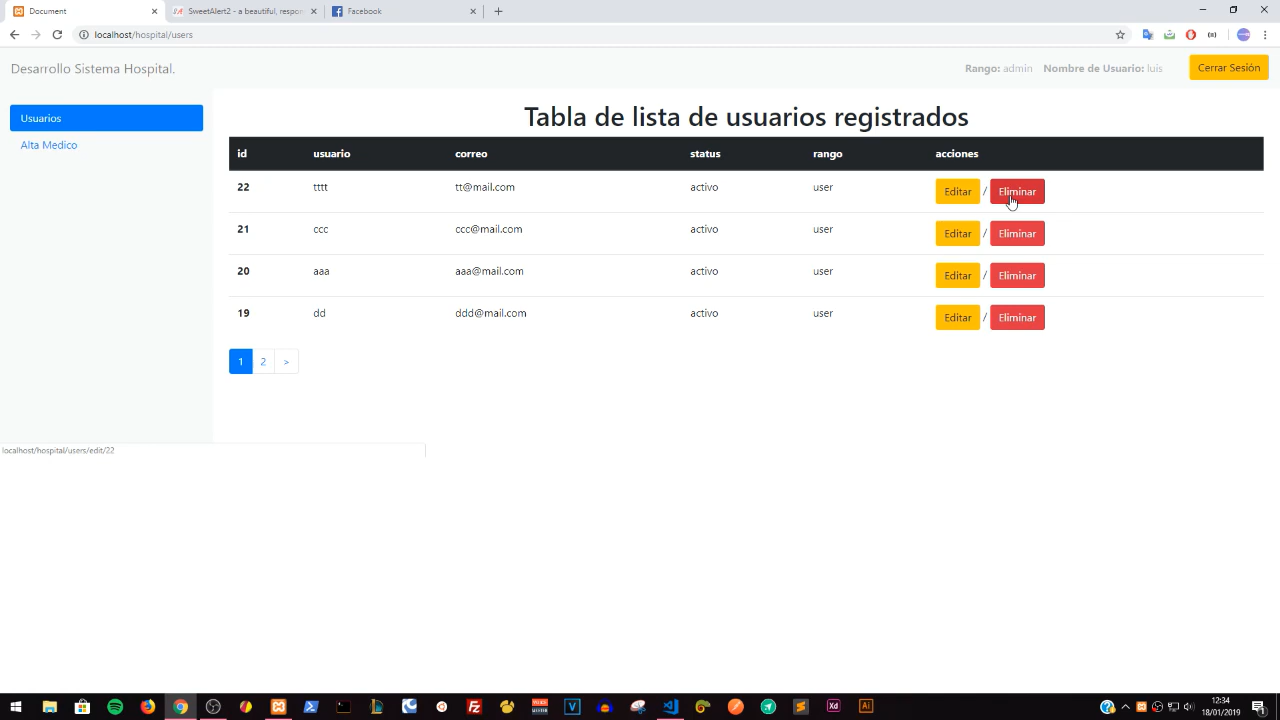 Document
SweetAlert2 - a beautiful, respon
Facebook
localhost/hospital/users
Desarrollo Sistema Hospital.
Rango: admin Nombre de Usuario: luis
Cerrar Sesión
Usuarios
Alta Medico
Tabla de lista de usuarios registrados
id usuario correo status rango acciones
22 tttt tt@mail.com activo user Editar / Eliminar
21 ccc ccc@mail.com activo user Editar / Eliminar
20 aaa aaa@mail.com activo user Editar / Eliminar
19 dd ddd@mail.com activo user Editar / Eliminar
1 2 >
localhost/hospital/users/edit/22
Xd
Ai
12:34
18/01/2019